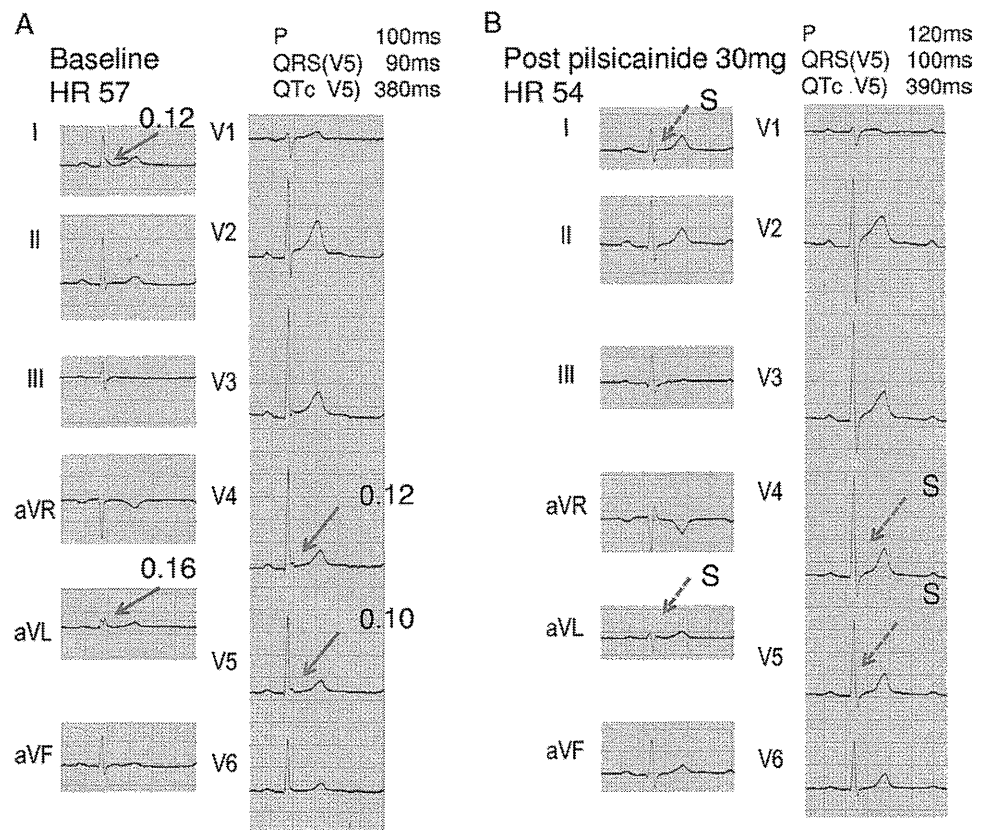 A
Baseline
HR 57
P 100ms
QRS(V5) 90ms
QTc V5) 380ms
I
0.12
V1
II
V2
III
V3
aVR
V4
0.12
0.16
aVL
0.10
V5
aVF
V6
B
Post pilsicainide 30mg
HR 54
P 120ms
QRS(V5) 100ms
QTc .V5) 390ms
I
S
V1
II
V2
III
V3
aVR
V4
S
S
aVL
S
V5
aVF
V6